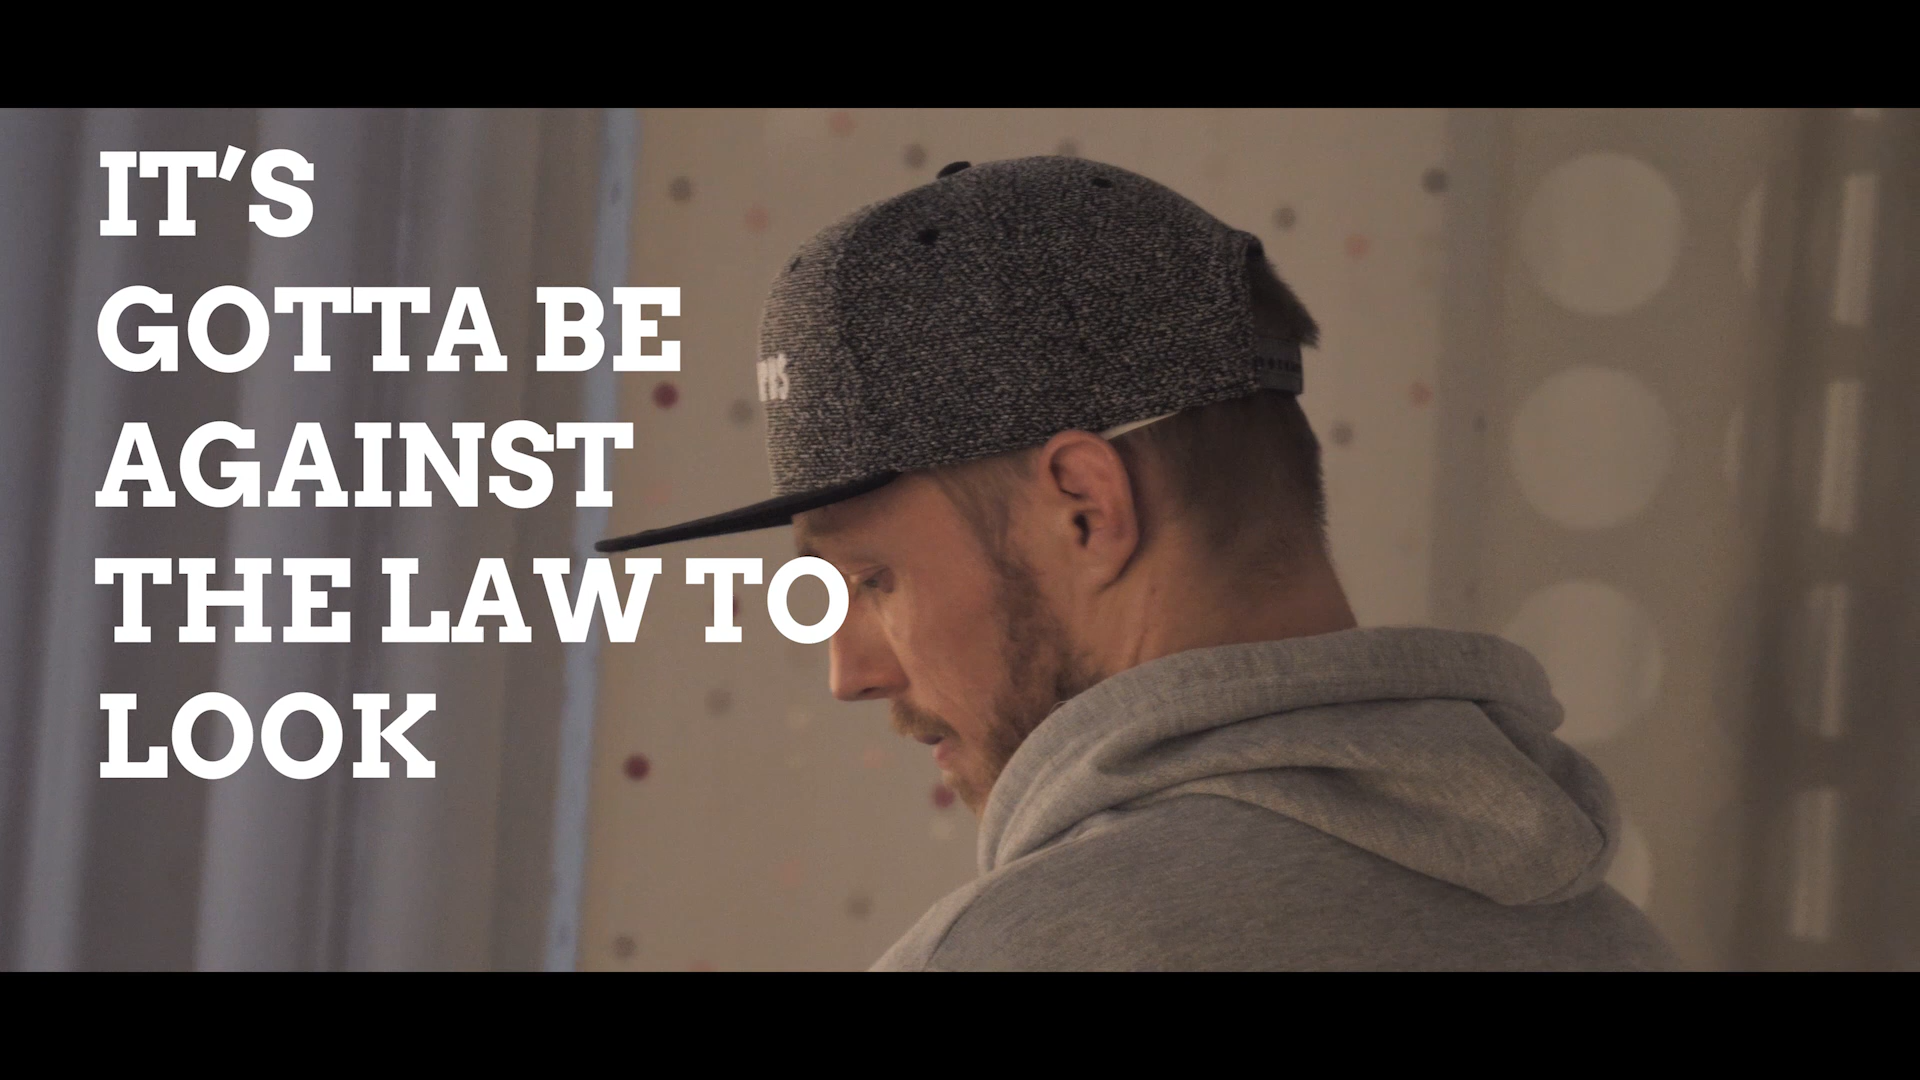 IT’S
GOTTA BE
AGAINST
THE LAW TO
LOOK